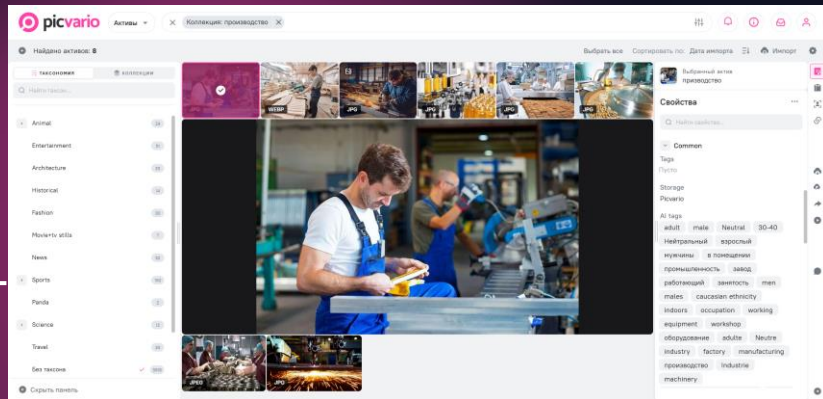 picvario
Активы
Коллекция: производство
Найдено активов: 8
Выбрать все
Сортировать по: Дата импорта
Импорт
ТАКСОНОМИЯ
КОЛЛЕКЦИИ
Найти таксон...
Animal
Entertainment
Architecture
Historical
Fashion
Movie+tv stills
News
Sports
Panda
Science
Travel
Без таксона
Скрыть панель
WEBP
JPG
JPG
JPG
JPG
JPEG
JPG
Выбранный актив
производство
Свойства
Найти свойство...
Common
Tags
Пусто
Storage
Picvario
AI tags
adult male Neutral 30-40
Нейтральный взрослый
мужчины в помещении
промышленность завод
работающий занятость men
males caucasian ethnicity
indoors occupation working
equipment workshop
оборудование adulte Neutre
industry factory manufacturing
производство Industrie
machinery